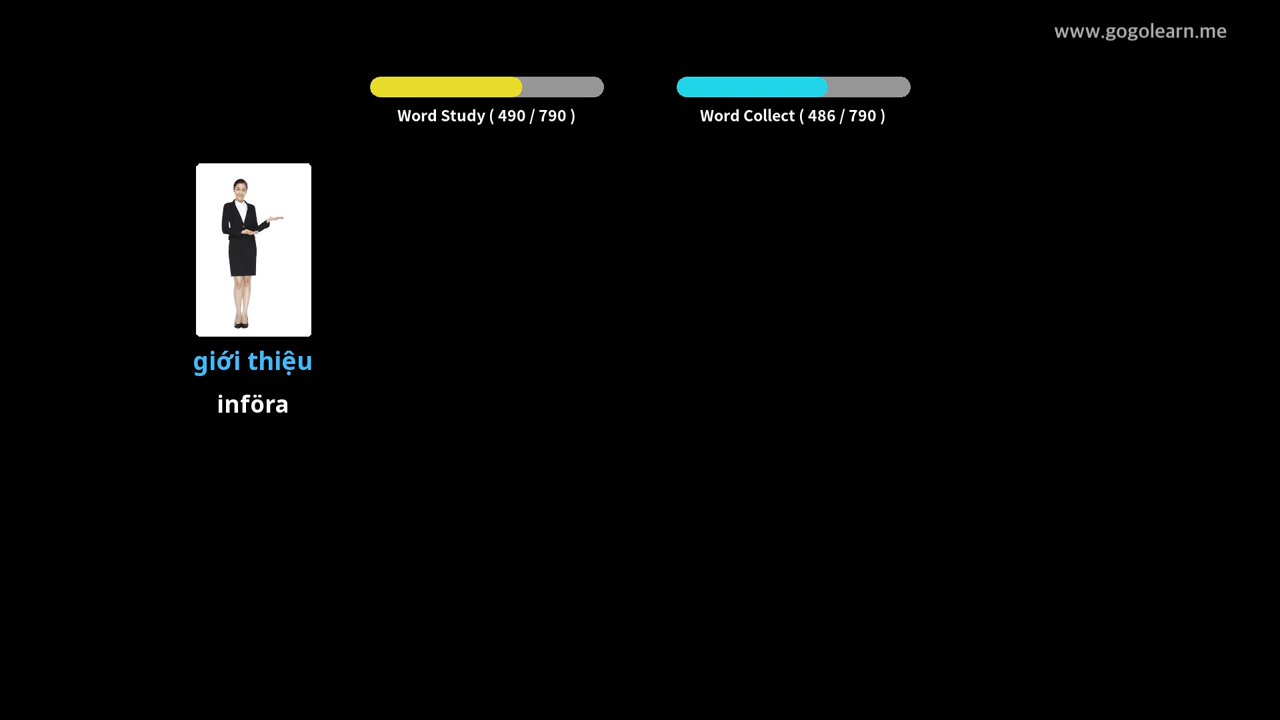 www.gogolearn.me
Word Study ( 490 / 790 )
Word Collect ( 486 / 790 )
giới thiệu
införa